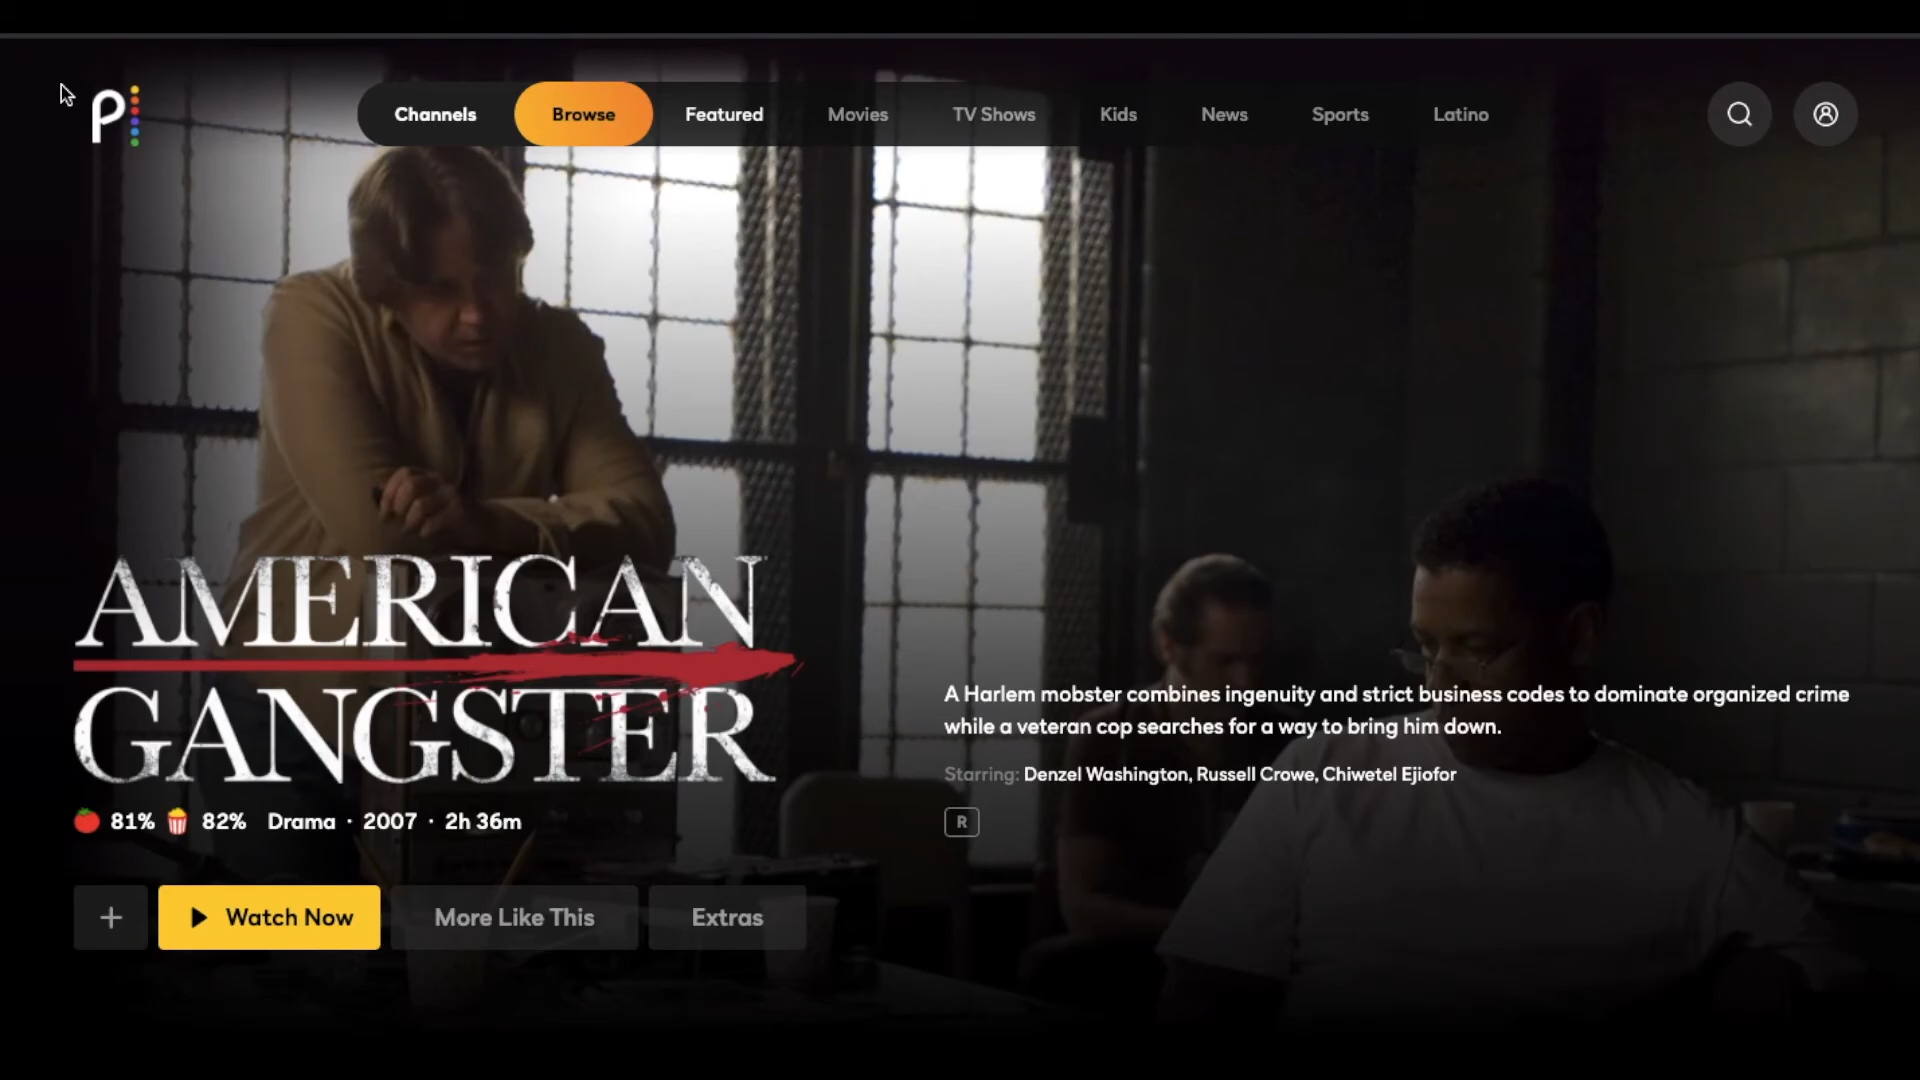 p
Channels
Browse
Featured
Movies
TV Shows
Kids
News
Sports
Latino
AMERICAN
GANGSTER
A Harlem mobster combines ingenuity and strict business codes to dominate organized crime
while a veteran cop searches for a way to bring him down.
Starring: Denzel Washington, Russell Crowe, Chiwetel Ejiofor
81% 82% Drama · 2007 · 2h 36m
R
+ Watch Now
More Like This
Extras